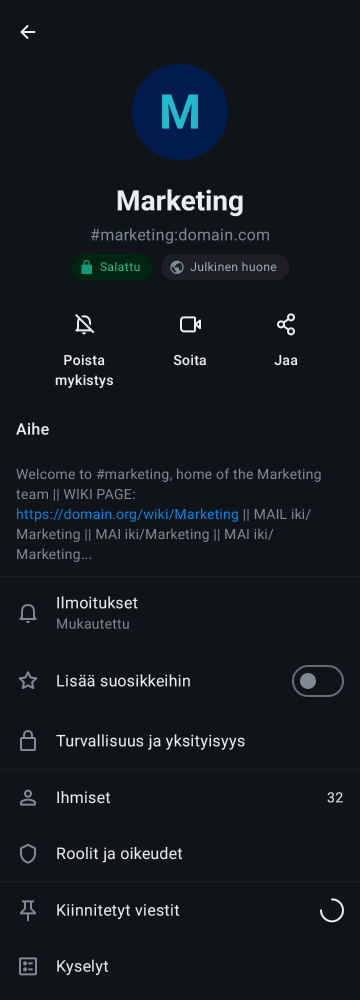 M
Marketing
#marketing:domain.com
Salattu
Julkinen huone
Poista
mykistys
Soita
Jaa
Aihe
Welcome to #marketing, home of the Marketing
team || WIKI PAGE:
https://domain.org/wiki/Marketing || MAIL iki/
Marketing || MAI iki/Marketing || MAI iki/
Marketing...
Ilmoitukset
Mukautettu
Lisää suosikkeihin
Turvallisuus ja yksityisyys
Ihmiset 32
Roolit ja oikeudet
Kiinnitetyt viestit
Kyselyt